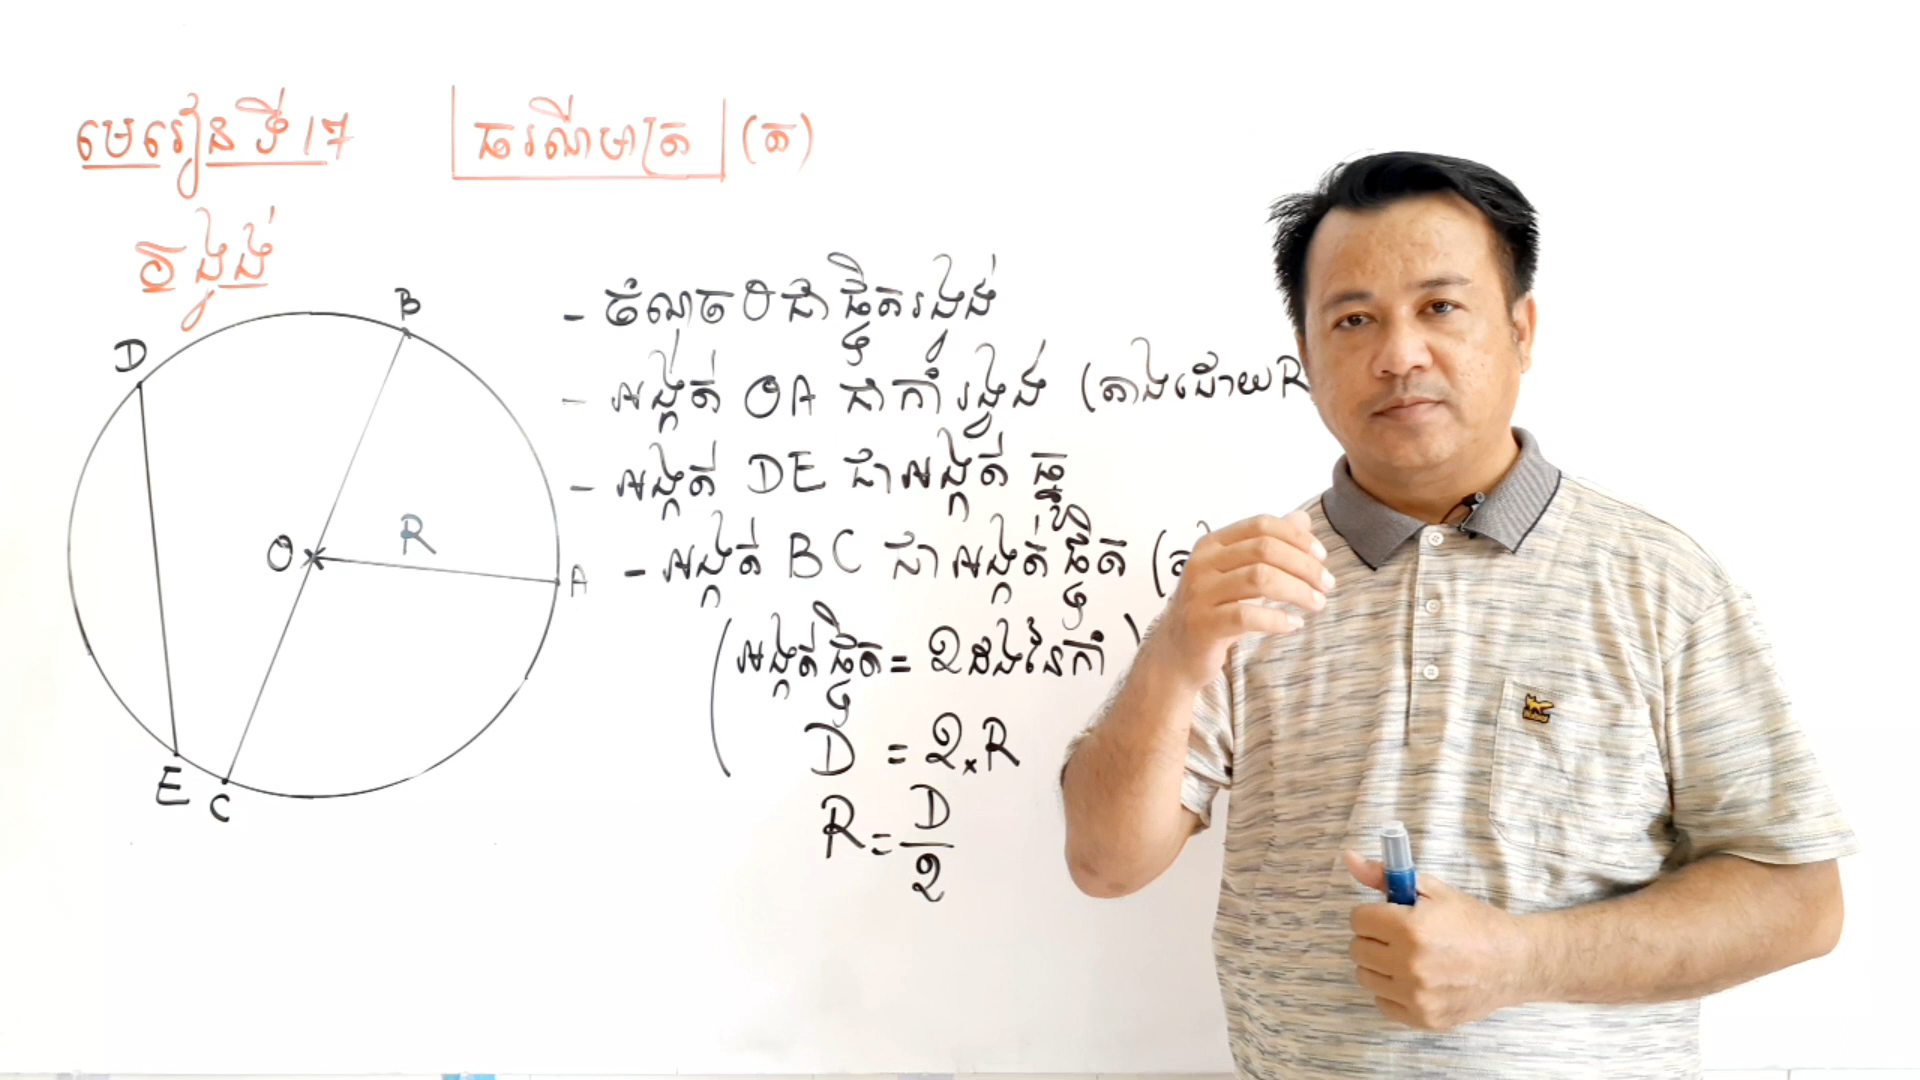 មេរៀនទី 17 ធរណីមាត្រ (ត)
រង្វង់
- ចំណុច O ជាផ្ចិតរង្វង់
- អង្កត់ OA ជាកាំរង្វង់ (តាងដោយ R
- អង្កត់ DE ជាអង្កត់ធ្នូ
- អង្កត់ BC ជាអង្កត់ផ្ចិត (
(អង្កត់ផ្ចិត = 2 ដងនៃកាំ)
D = 2 x R
R = D
2
B
D
O
R
A
E
C